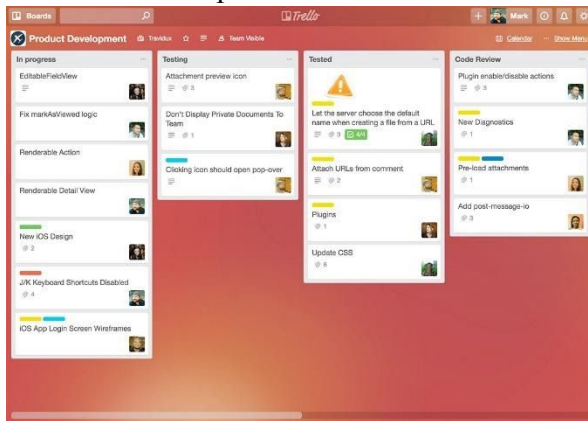 Boards
Trello
Mark
Product Development
Travidux
Team Visible
Calendar
Show Menu
In progress
EditableFieldView
Fix markAsViewed logic
Renderable Action
Renderable Detail View
New iOS Design
2
J/K Keyboard Shortcuts Disabled
4
iOS App Login Screen Wireframes
Testing
Attachment preview icon
3
Don't Display Private Documents To
Team
1
Clicking icon should open pop-over
Tested
Let the server choose the default
name when creating a file from a URL
3 4/4
Attach URLs from comment
2
Plugins
1
Update CSS
Code Review
Plugin enable/disable actions
3
New Diagnostics
1
Pre-load attachments
1
Add post-message-io
3